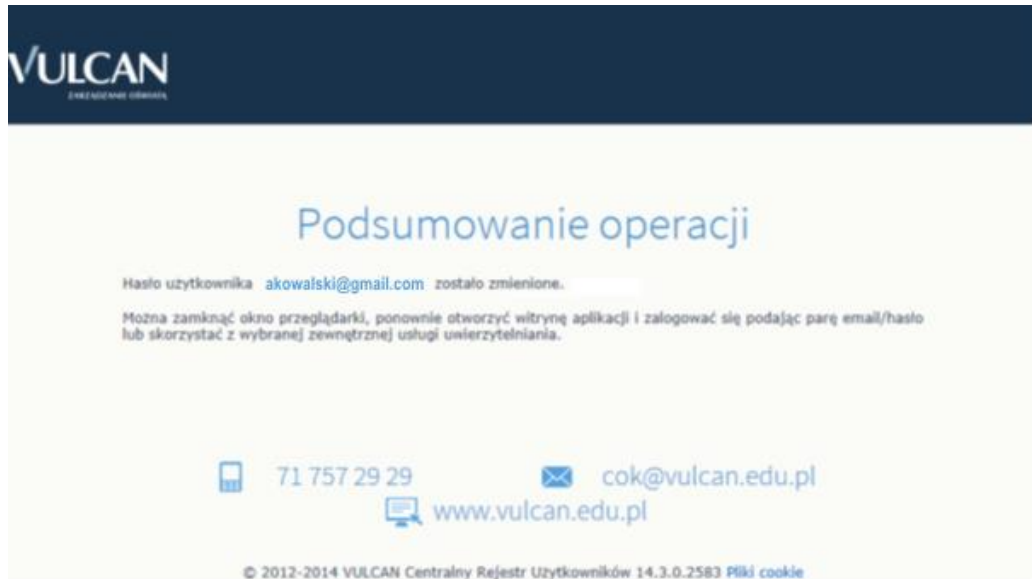 VULCAN
ZARZĄDZANIE OŚWIATĄ
Podsumowanie operacji
Hasło użytkownika akowalski@gmail.com zostało zmienione.
Można zamknąć okno przeglądarki, ponownie otworzyć witrynę aplikacji i zalogować się podając parę email/hasło
lub skorzystać z wybranej zewnętrznej usługi uwierzytelniania.
71 757 29 29 cok@vulcan.edu.pl
www.vulcan.edu.pl
© 2012-2014 VULCAN Centralny Rejestr Użytkowników 14.3.0.2583 Pliki cookie